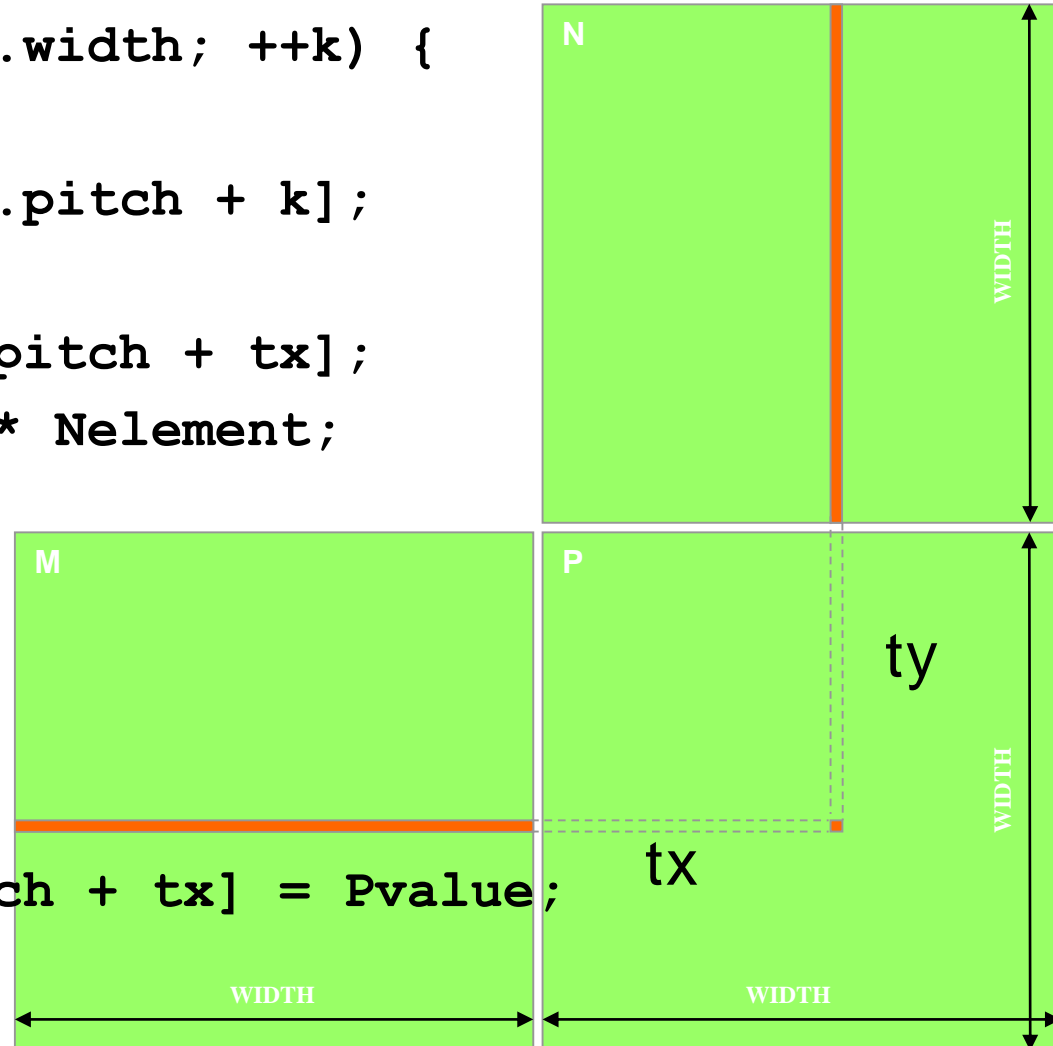 .width; ++k) {
N
.pitch + k];
WIDTH
pitch + tx];
* Nelement;
M
P
ty
WIDTH
tx
ch + tx] = Pvalue;
WIDTH
WIDTH